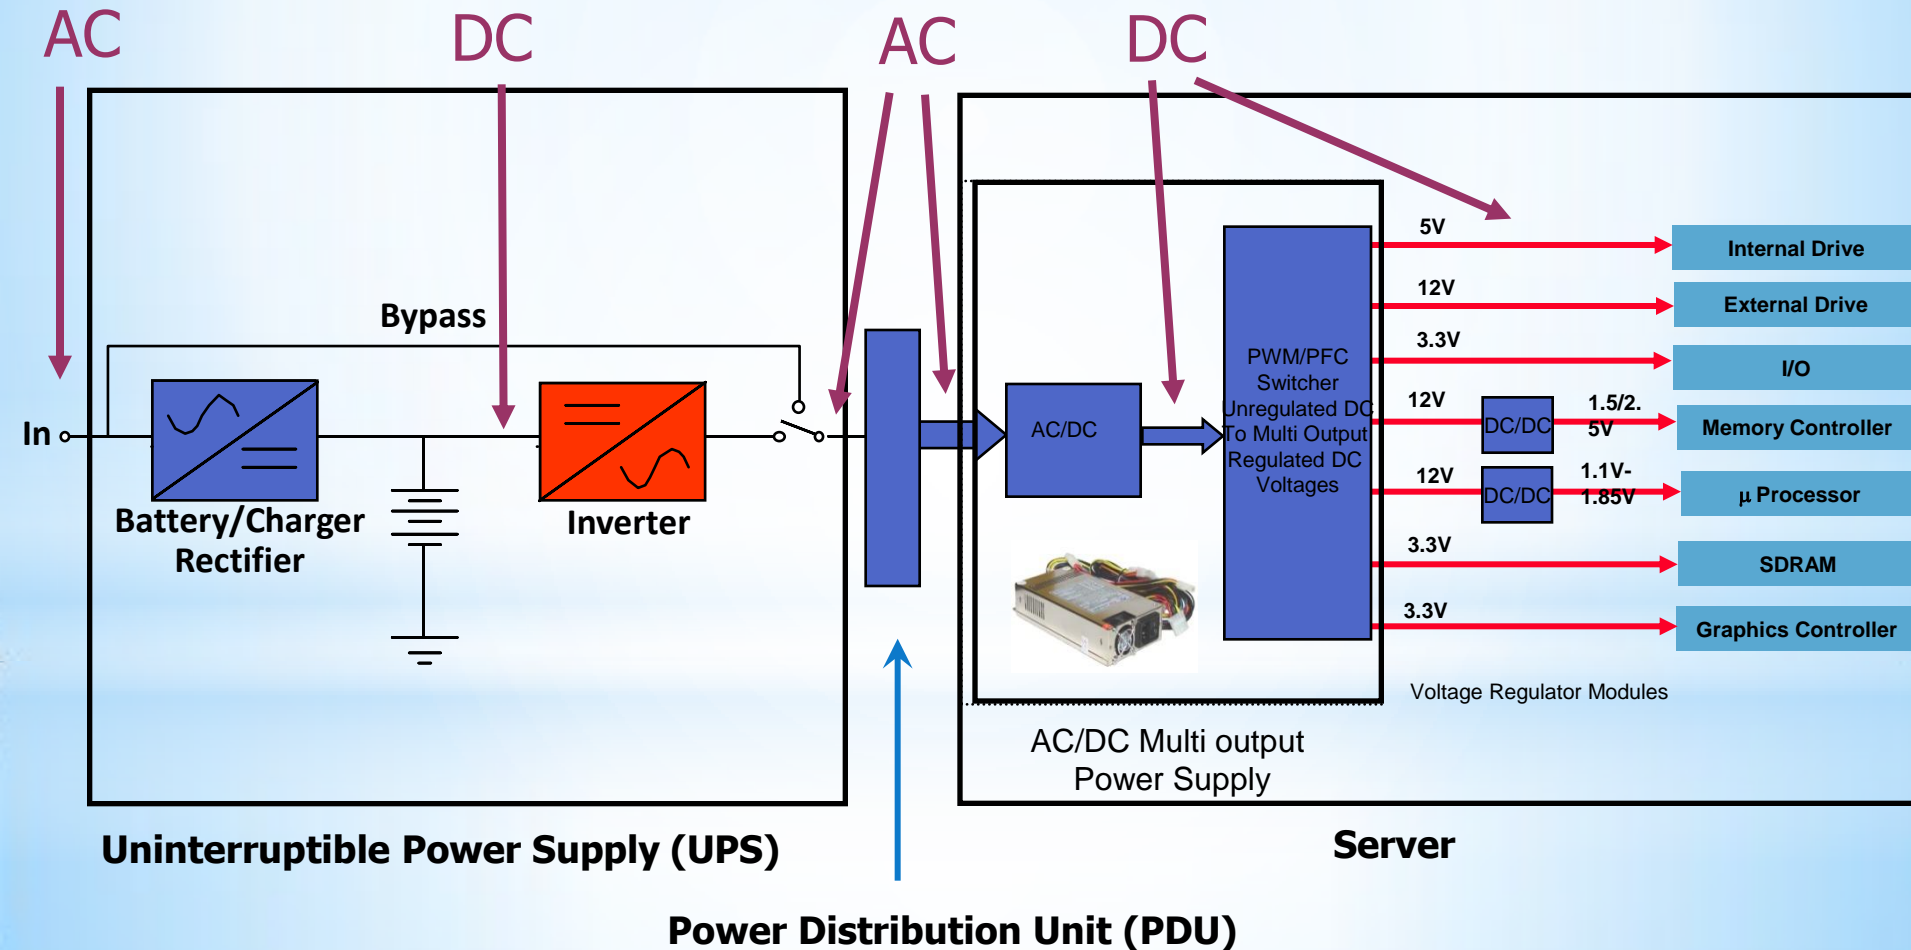 AC
DC
AC
DC
Bypass
In
Battery/Charger
Rectifier
Inverter
AC/DC
PWM/PFC
Switcher
Unregulated DC
To Multi Output
Regulated DC
Voltages
5V
Internal Drive
12V
External Drive
3.3V
I/O
12V
DC/DC
1.5/2.
5V
Memory Controller
12V
DC/DC
1.1V-
1.85V
μ Processor
3.3V
SDRAM
3.3V
Graphics Controller
Voltage Regulator Modules
AC/DC Multi output
Power Supply
Uninterruptible Power Supply (UPS)
Server
Power Distribution Unit (PDU)